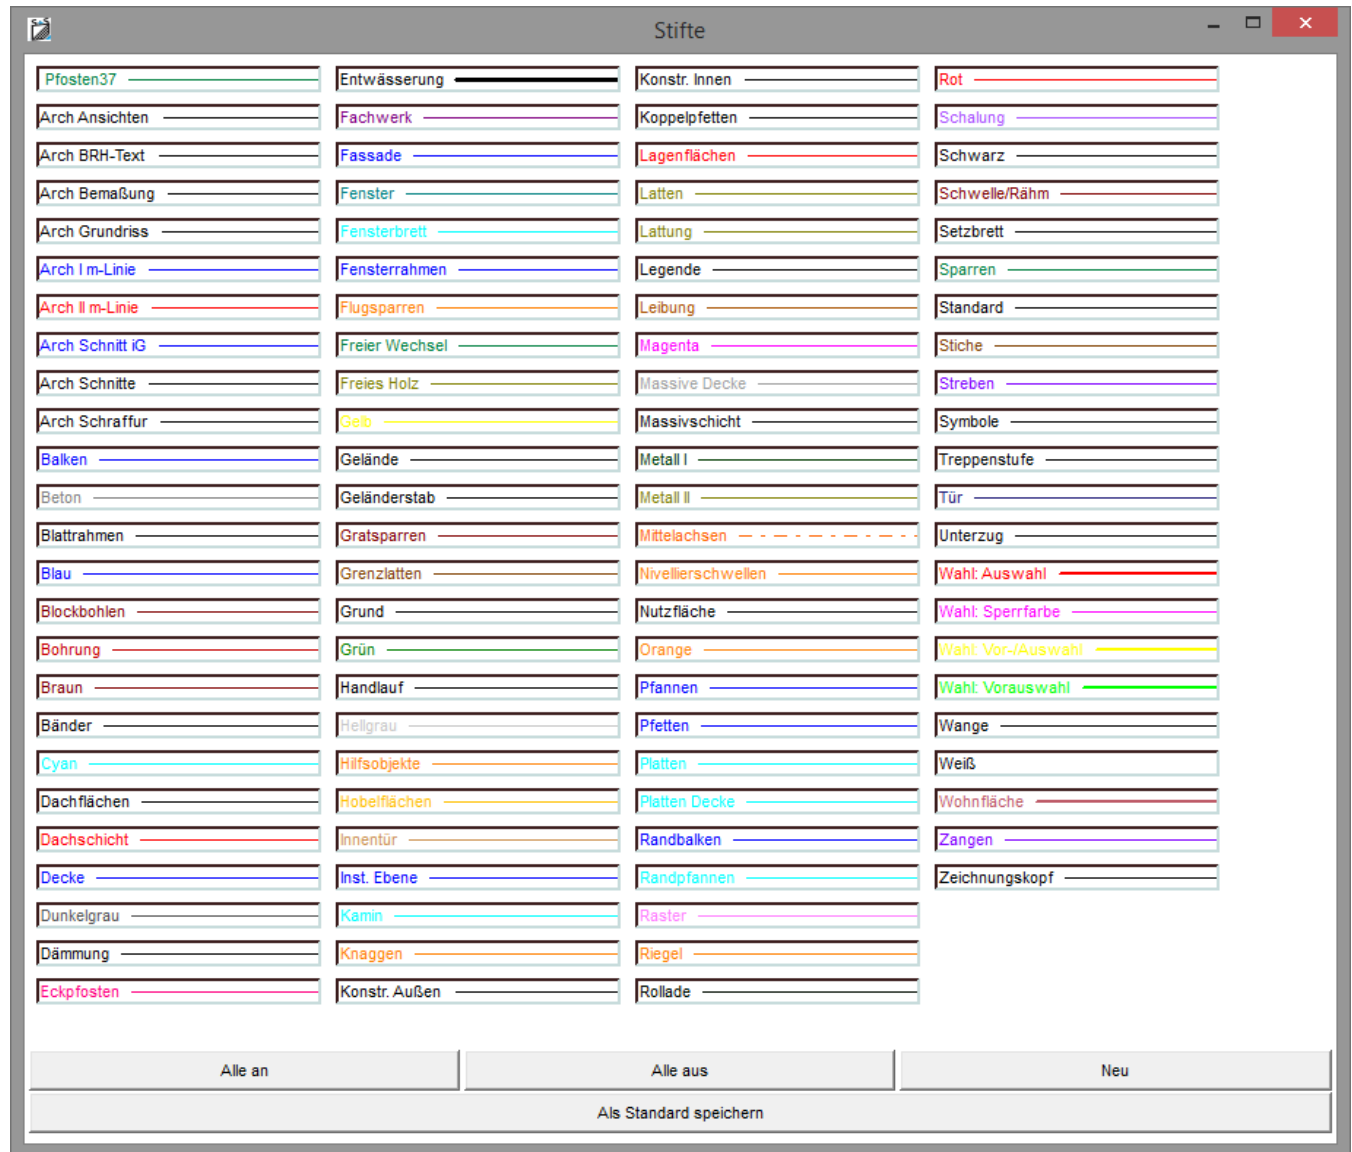 Stifte
Pfosten37
Arch Ansichten
Arch BRH-Text
Arch Bemaßung
Arch Grundriss
Arch I m-Linie
Arch II m-Linie
Arch Schnitt iG
Arch Schnitte
Arch Schraffur
Balken
Beton
Blattrahmen
Blau
Blockbohlen
Bohrung
Braun
Bänder
Cyan
Dachflächen
Dachschicht
Decke
Dunkelgrau
Dämmung
Eckpfosten
Entwässerung
Fachwerk
Fassade
Fenster
Fensterbrett
Fensterrahmen
Flugsparren
Freier Wechsel
Freies Holz
Gelb
Gelände
Geländerstab
Gratsparren
Grenzlatten
Grund
Grün
Handlauf
Hellgrau
Hilfsobjekte
Hobelflächen
Innentür
Inst. Ebene
Kamin
Knaggen
Konstr. Außen
Konstr. Innen
Koppelpfetten
Lagenflächen
Latten
Lattung
Legende
Leibung
Magenta
Massive Decke
Massivschicht
Metall I
Metall II
Mittelachsen
Nivellierschwellen
Nutzfläche
Orange
Pfannen
Pfetten
Platten
Platten Decke
Randbalken
Randpfannen
Raster
Riegel
Rollade
Rot
Schalung
Schwarz
Schwelle/Rähm
Setzbrett
Sparren
Standard
Stiche
Streben
Symbole
Treppenstufe
Tür
Unterzug
Wahl: Auswahl
Wahl: Sperrfarbe
Wahl: Vor-/Auswahl
Wahl: Vorauswahl
Wange
Weiß
Wohnfläche
Zangen
Zeichnungskopf
Alle an
Alle aus
Neu
Als Standard speichern